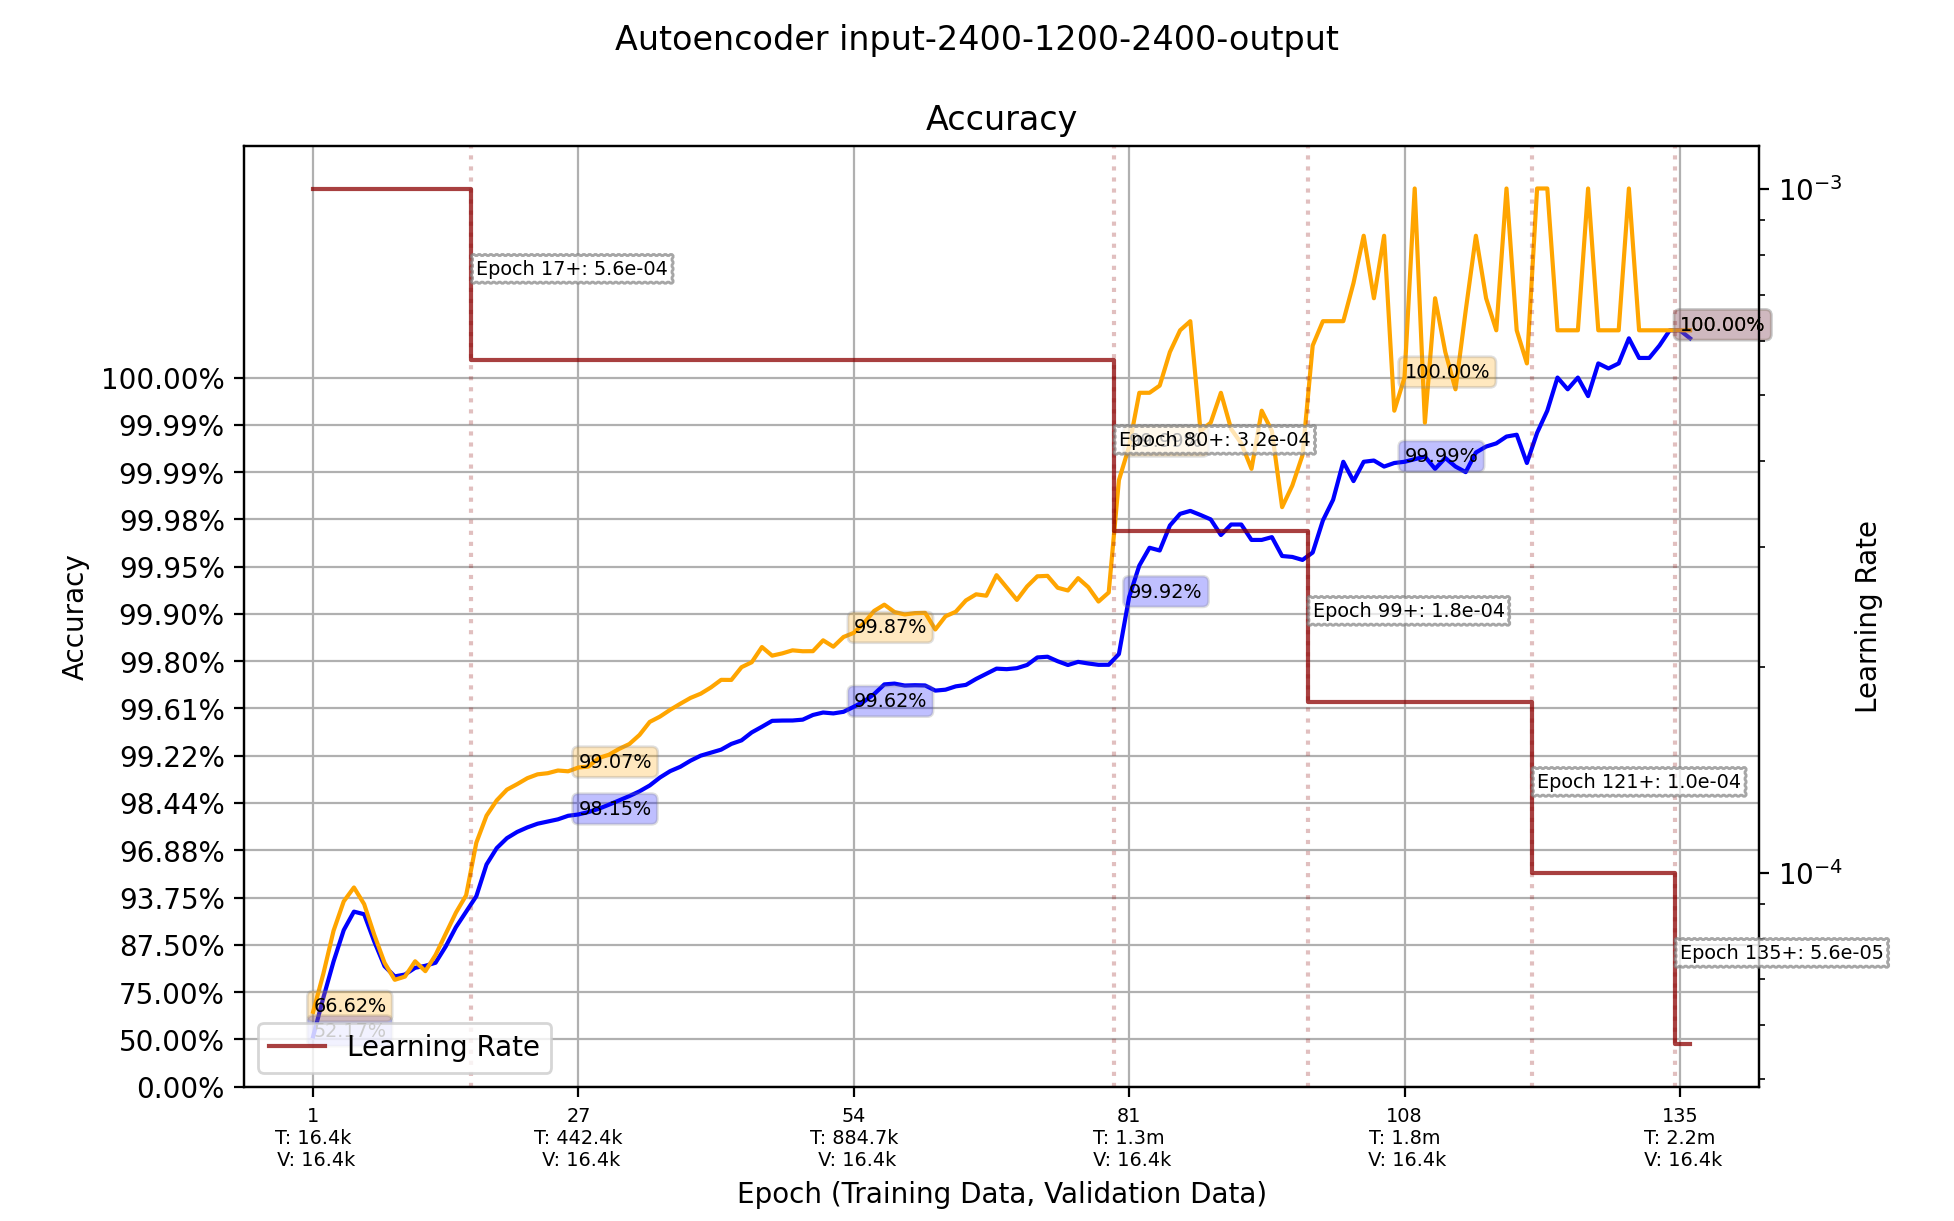 Autoencoder input-2400-1200-2400-output
Accuracy
10⁻³
Epoch 17+: 5.6e-04
100.00%
100.00%
100.00%
99.99%
Epoch 80+: 3.2e-04
99.99%
99.99%
99.98%
99.95%
99.92%
99.90%
Epoch 99+: 1.8e-04
99.87%
99.80%
99.62%
99.61%
99.22%
99.07%
Epoch 121+: 1.0e-04
98.44%
98.15%
96.88%
10⁻⁴
93.75%
87.50%
Epoch 135+: 5.6e-05
75.00%
66.62%
52.17%
50.00%
Learning Rate
0.00%
Accuracy
Learning Rate
1 27 54 81 108 135
T: 16.4k T: 442.4k T: 884.7k T: 1.3m T: 1.8m T: 2.2m
V: 16.4k V: 16.4k V: 16.4k V: 16.4k V: 16.4k V: 16.4k
Epoch (Training Data, Validation Data)